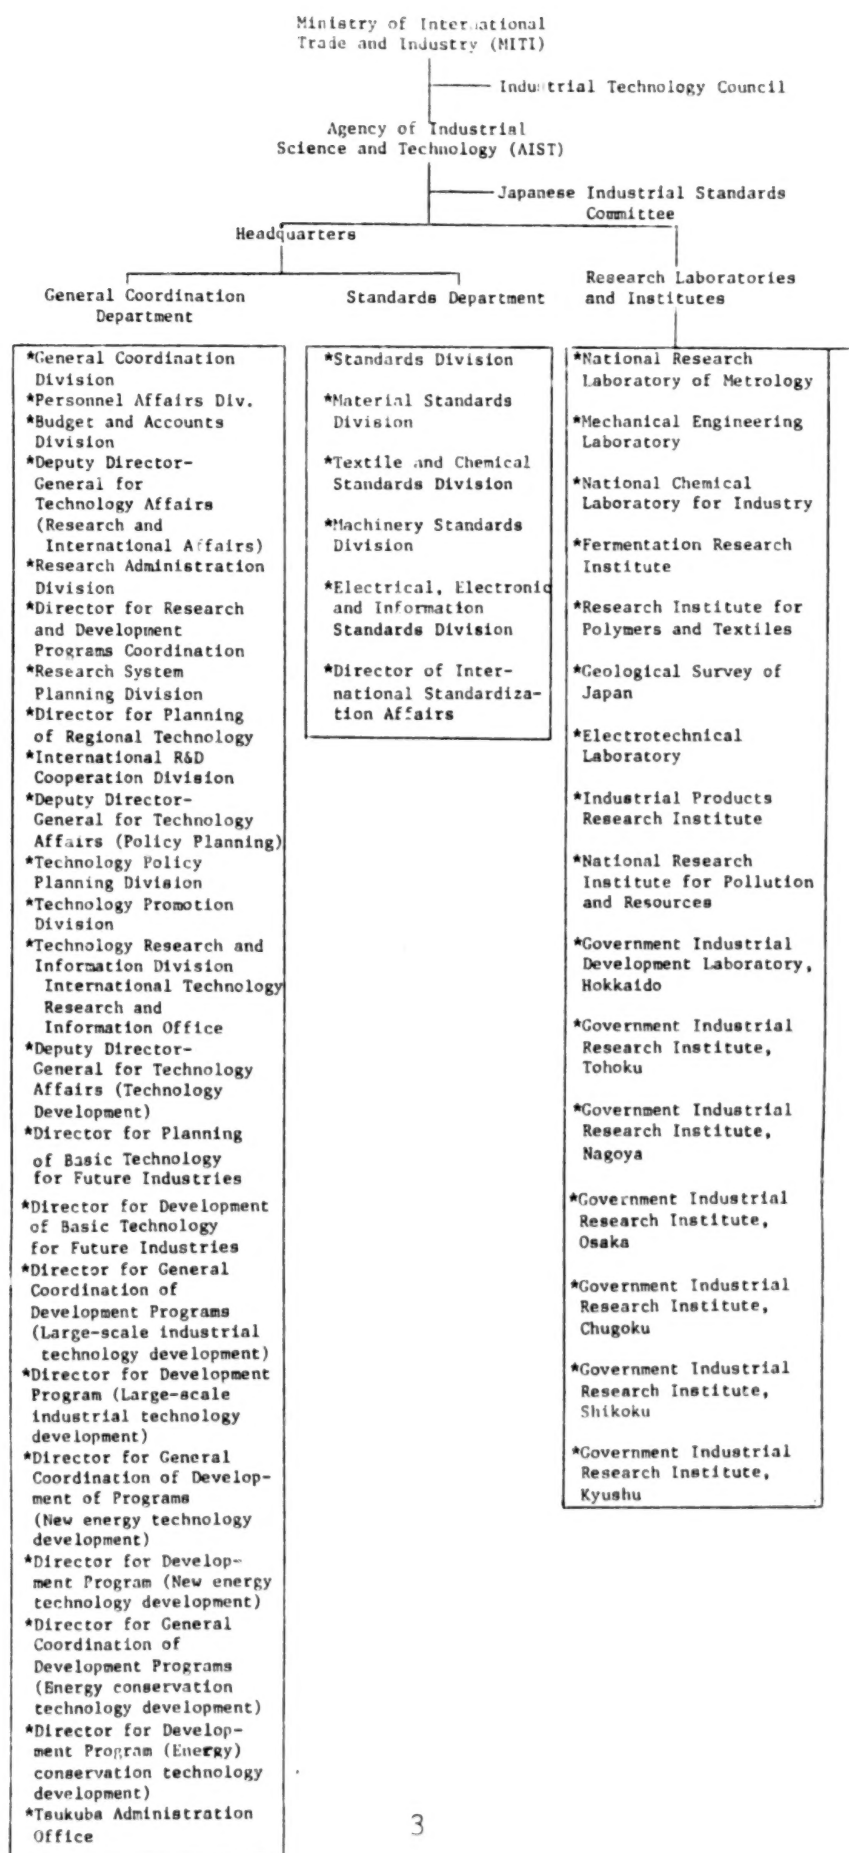 Ministry of International
Trade and Industry (MITI)
Industrial Technology Council
Agency of Industrial
Science and Technology (AIST)
Japanese Industrial Standards
Committee
Headquarters
General Coordination
Department
Standards Department
Research Laboratories
and Institutes
*General Coordination
Division
*Personnel Affairs Div.
*Budget and Accounts
Division
*Deputy Director-
General for
Technology Affairs
(Research and
International Affairs)
*Research Administration
Division
*Director for Research
and Development
Programs Coordination
*Research System
Planning Division
*Director for Planning
of Regional Technology
*International R&D
Cooperation Division
*Deputy Director-
General for Technology
Affairs (Policy Planning)
*Technology Policy
Planning Division
*Technology Promotion
Division
*Technology Research and
Information Division
International Technology
Research and
Information Office
*Deputy Director-
General for Technology
Affairs (Technology
Development)
*Director for Planning
of Basic Technology
for Future Industries
*Director for Development
of Basic Technology
for Future Industries
*Director for General
Coordination of
Development Programs
(Large-scale industrial
technology development)
*Director for Development
Program (Large-scale
industrial technology
development)
*Director for General
Coordination of Develop-
ment of Programs
(New energy technology
development)
*Director for Develop-
ment Program (New energy
technology development)
*Director for General
Coordination of
Development Programs
(Energy conservation
technology development)
*Director for Develop-
ment Program (Energy)
conservation technology
development)
*Tsukuba Administration
Office
*Standards Division
*Material Standards
Division
*Textile and Chemical
Standards Division
*Machinery Standards
Division
*Electrical, Electronic
and Information
Standards Division
*Director of Inter-
national Standardiza-
tion Affairs
*National Research
Laboratory of Metrology
*Mechanical Engineering
Laboratory
*National Chemical
Laboratory for Industry
*Fermentation Research
Institute
*Research Institute for
Polymers and Textiles
*Geological Survey of
Japan
*Electrotechnical
Laboratory
*Industrial Products
Research Institute
*National Research
Institute for Pollution
and Resources
*Government Industrial
Development Laboratory,
Hokkaido
*Government Industrial
Research Institute,
Tohoku
*Government Industrial
Research Institute,
Nagoya
*Government Industrial
Research Institute,
Osaka
*Government Industrial
Research Institute,
Chugoku
*Government Industrial
Research Institute,
Shikoku
*Government Industrial
Research Institute,
Kyushu
3